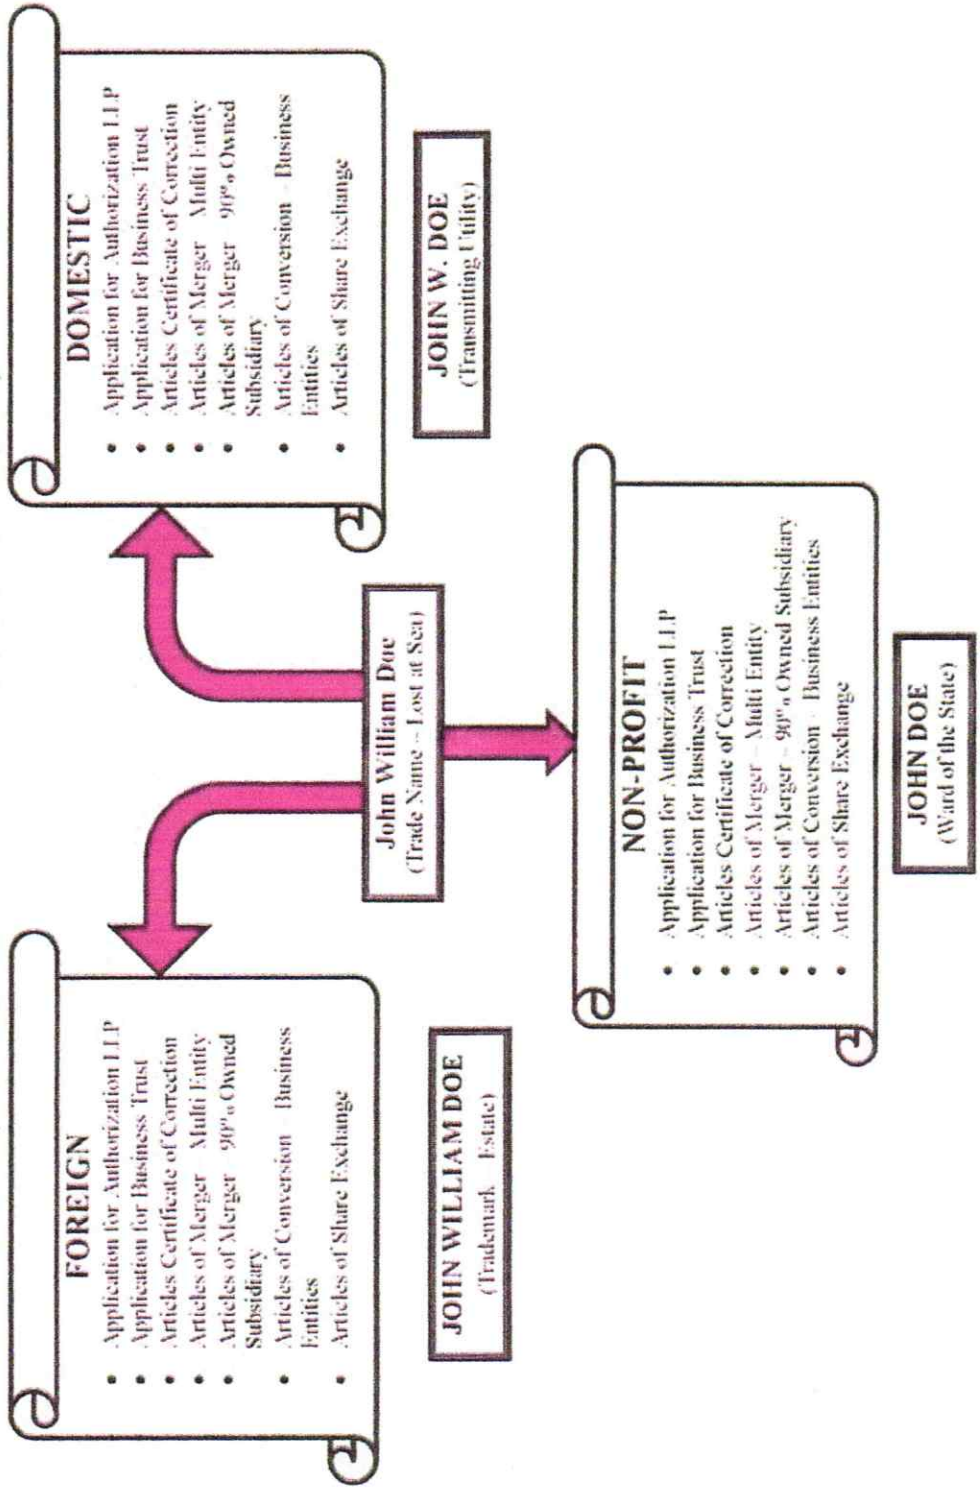 FOREIGN
• Application for Authorization LLP
• Application for Business Trust
• Articles Certificate of Correction
• Articles of Merger – Multi Entity
• Articles of Merger – 90% Owned
Subsidiary
• Articles of Conversion – Business
Entities
• Articles of Share Exchange
JOHN WILLIAM DOE
(Trademark – Estate)
DOMESTIC
• Application for Authorization LLP
• Application for Business Trust
• Articles Certificate of Correction
• Articles of Merger – Multi Entity
• Articles of Merger – 90% Owned
Subsidiary
• Articles of Conversion – Business
Entities
• Articles of Share Exchange
JOHN W. DOE
(Transmitting Utility)
John William Doe
(Trade Name – Lost at Sea)
NON-PROFIT
• Application for Authorization LLP
• Application for Business Trust
• Articles Certificate of Correction
• Articles of Merger – Multi Entity
• Articles of Merger – 90% Owned Subsidiary
• Articles of Conversion – Business Entities
• Articles of Share Exchange
JOHN DOE
(Ward of the State)